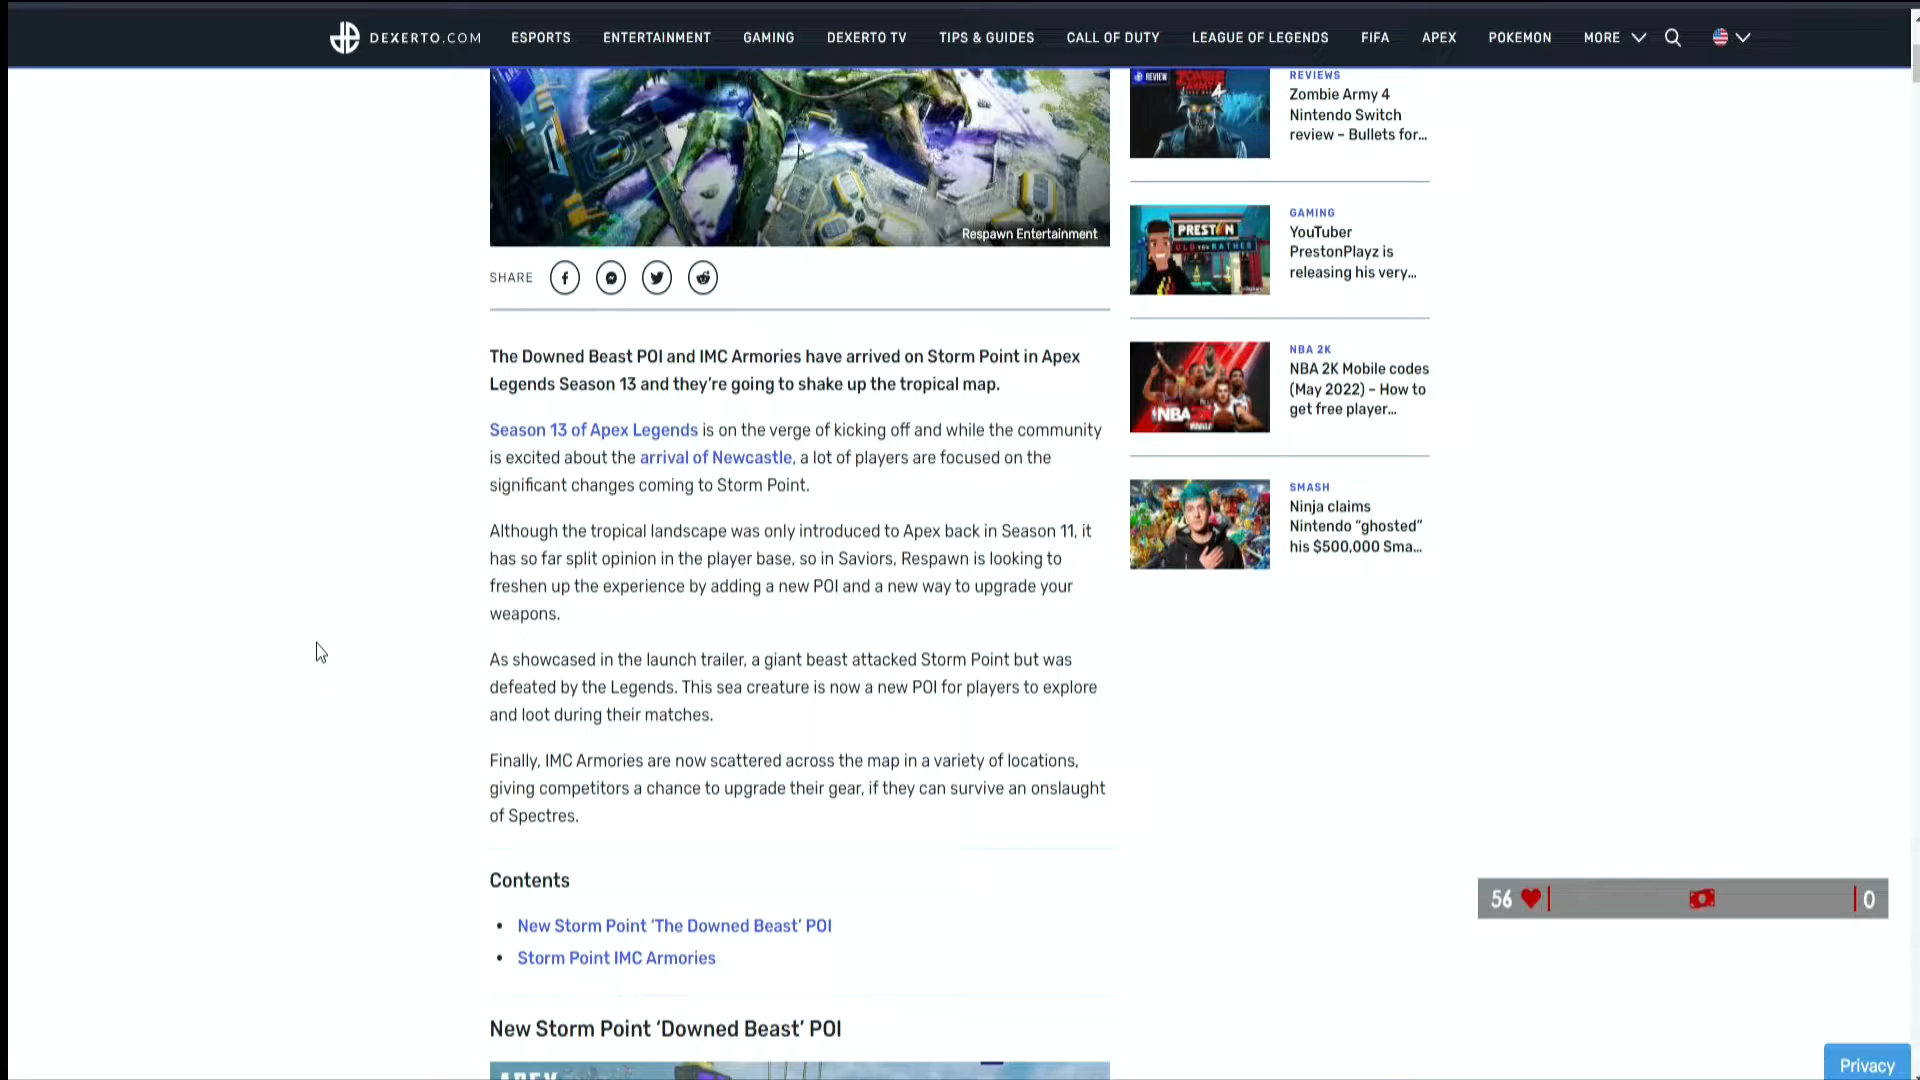 DEXERTO.COM ESPORTS ENTERTAINMENT GAMING DEXERTO TV TIPS & GUIDES CALL OF DUTY LEAGUE OF LEGENDS FIFA APEX POKEMON MORE
Respawn Entertainment
SHARE
The Downed Beast POI and IMC Armories have arrived on Storm Point in Apex
Legends Season 13 and they’re going to shake up the tropical map.
Season 13 of Apex Legends is on the verge of kicking off and while the community
is excited about the arrival of Newcastle, a lot of players are focused on the
significant changes coming to Storm Point.
Although the tropical landscape was only introduced to Apex back in Season 11, it
has so far split opinion in the player base, so in Saviors, Respawn is looking to
freshen up the experience by adding a new POI and a new way to upgrade your
weapons.
As showcased in the launch trailer, a giant beast attacked Storm Point but was
defeated by the Legends. This sea creature is now a new POI for players to explore
and loot during their matches.
Finally, IMC Armories are now scattered across the map in a variety of locations,
giving competitors a chance to upgrade their gear, if they can survive an onslaught
of Spectres.
Contents
• New Storm Point ‘The Downed Beast’ POI
• Storm Point IMC Armories
New Storm Point ‘Downed Beast’ POI
APEX
REVIEW
ZOMBIE ARMY 4
REVIEWS
Zombie Army 4
Nintendo Switch
review – Bullets for...
PRESTON
GAMING
YouTuber
PrestonPlayz is
releasing his very...
NBA
NBA 2K
NBA 2K Mobile codes
(May 2022) – How to
get free player...
SMASH
Ninja claims
Nintendo “ghosted”
his $500,000 Sma...
56 0
Privacy